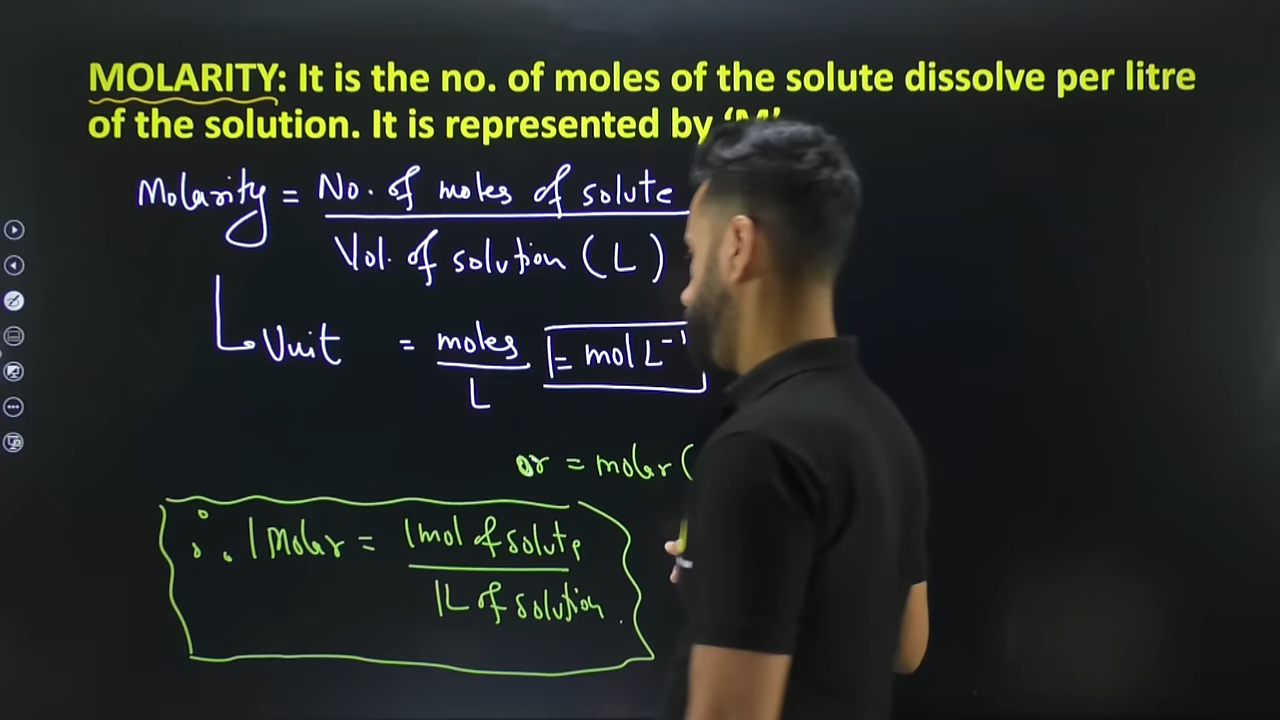 MOLARITY: It is the no. of moles of the solute dissolve per litre
of the solution. It is represented by ‘M’
Molarity = No. of moles of solute
Vol. of solution (L)
Unit = moles = mol L⁻¹
L
or = molar (
∴ 1 Molar = 1 mol of solute
1L of solution.